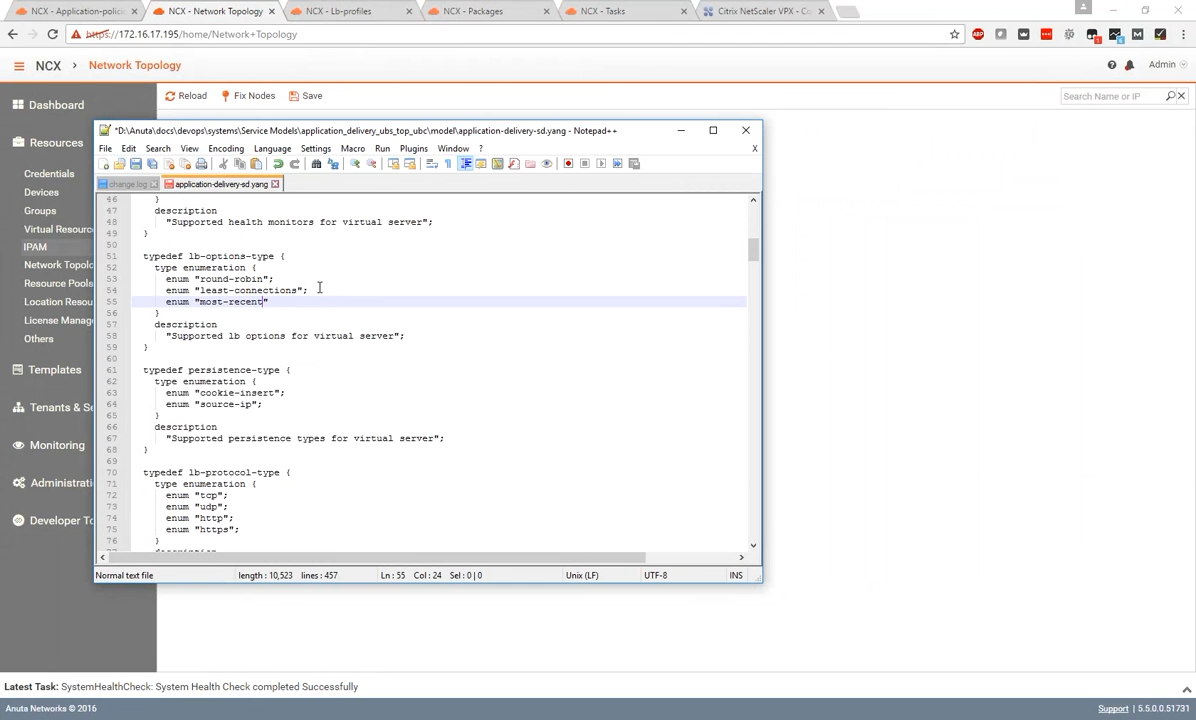 NCX - Application-polici
NCX - Network Topology
NCX - Lb-profiles
NCX - Packages
NCX - Tasks
Citrix NetScaler VPX - Co
https://172.16.17.195/home/Network+Topology
NCX > Network Topology
Admin
Dashboard
Reload
Fix Nodes
Save
Search Name or IP
Resources
Credentials
Devices
Groups
Virtual Resourc
IPAM
Network Topolo
Resource Pools
Location Resou
License Manag
Others
Templates
Tenants & Se
Monitoring
Administrati
Developer To
*D:\Anuta\docs\devops\systems\Service Models\application_delivery_ubs_top_ubc\model\application-delivery-sd.yang - Notepad++
File Edit Search View Encoding Language Settings Macro Run Plugins Window ? X
change.log
application-delivery-sd.yang
46 }
47 description
48 "Supported health monitors for virtual server";
49 }
50
51 typedef lb-options-type {
52 type enumeration {
53 enum "round-robin";
54 enum "least-connections";
55 enum "most-recent"
56 }
57 description
58 "Supported lb options for virtual server";
59 }
60
61 typedef persistence-type {
62 type enumeration {
63 enum "cookie-insert";
64 enum "source-ip";
65 }
66 description
67 "Supported persistence types for virtual server";
68 }
69
70 typedef lb-protocol-type {
71 type enumeration {
72 enum "tcp";
73 enum "udp";
74 enum "http";
75 enum "https";
76 }
Normal text file
length : 10,523 lines : 457
Ln : 55 Col : 24 Sel : 0 | 0
Unix (LF)
UTF-8
INS
Latest Task: SystemHealthCheck: System Health Check completed Successfully
Anuta Networks © 2016
Support | 5.5.0.0.51731